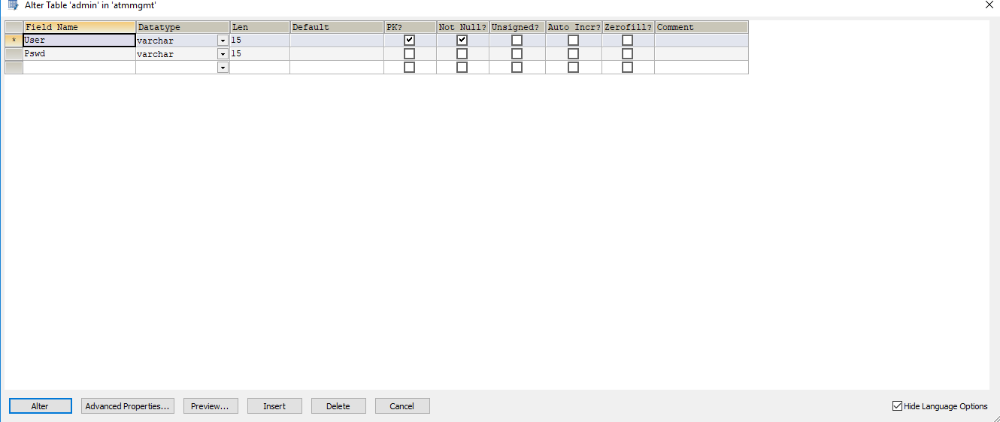 Alter Table 'admin' in 'atmmgmt'
Field Name Datatype Len Default PK? Not Null? Unsigned? Auto Incr? Zerofill? Comment
* User varchar 15
Pswd varchar 15
Alter Advanced Properties... Preview... Insert Delete Cancel Hide Language Options